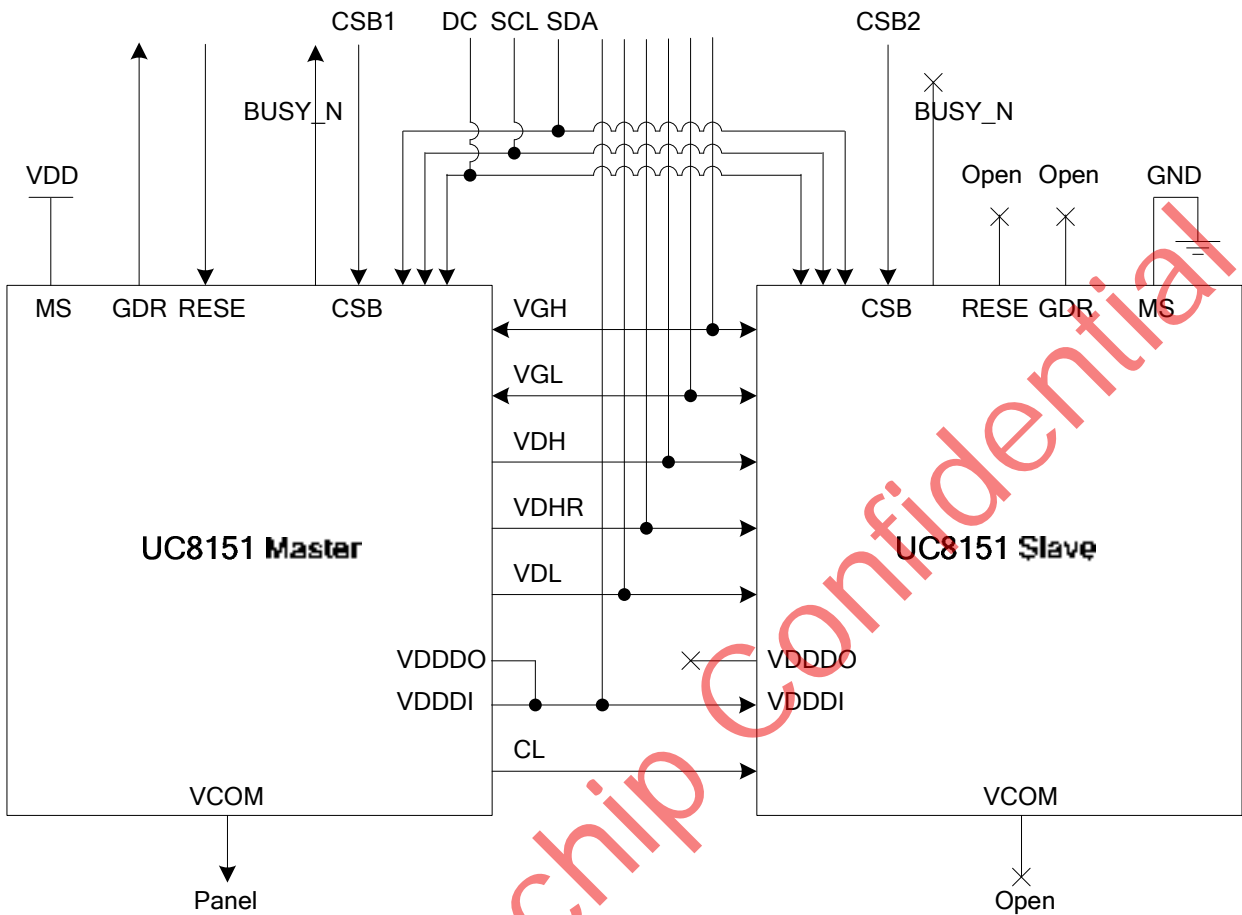 CSB1 DC SCL SDA CSB2
BUSY_N BUSY_N
VDD Open Open GND
MS GDR RESE CSB CSB RESE GDR MS
VGH
VGL
VDH
VDHR
UC8151 Master UC8151 Slave
VDL
VDDDO VDDDO
VDDDI VDDDI
CL
VCOM VCOM
Panel Open
chip Confidential